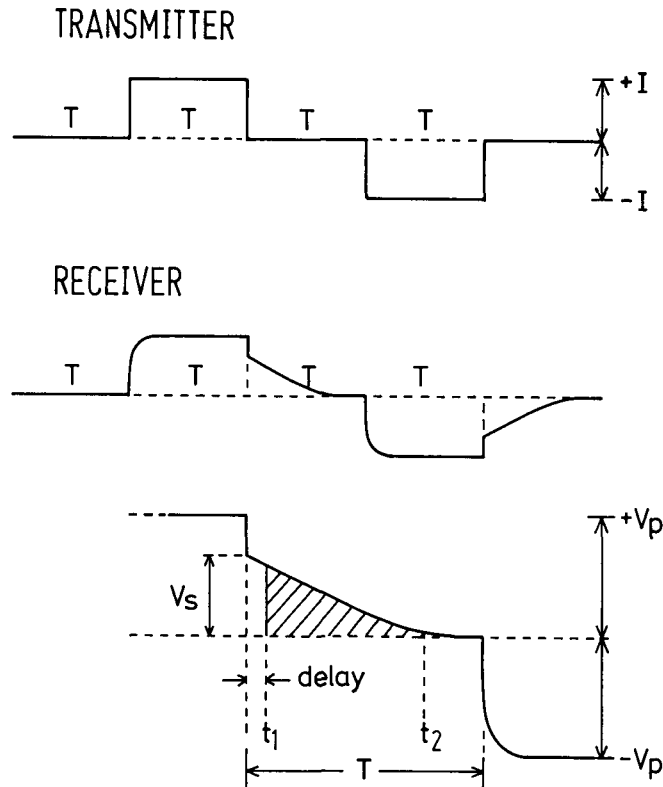 TRANSMITTER
+I
T T T T
-I
RECEIVER
T T T T
+Vp
Vs
delay
t1 t2
-Vp
T